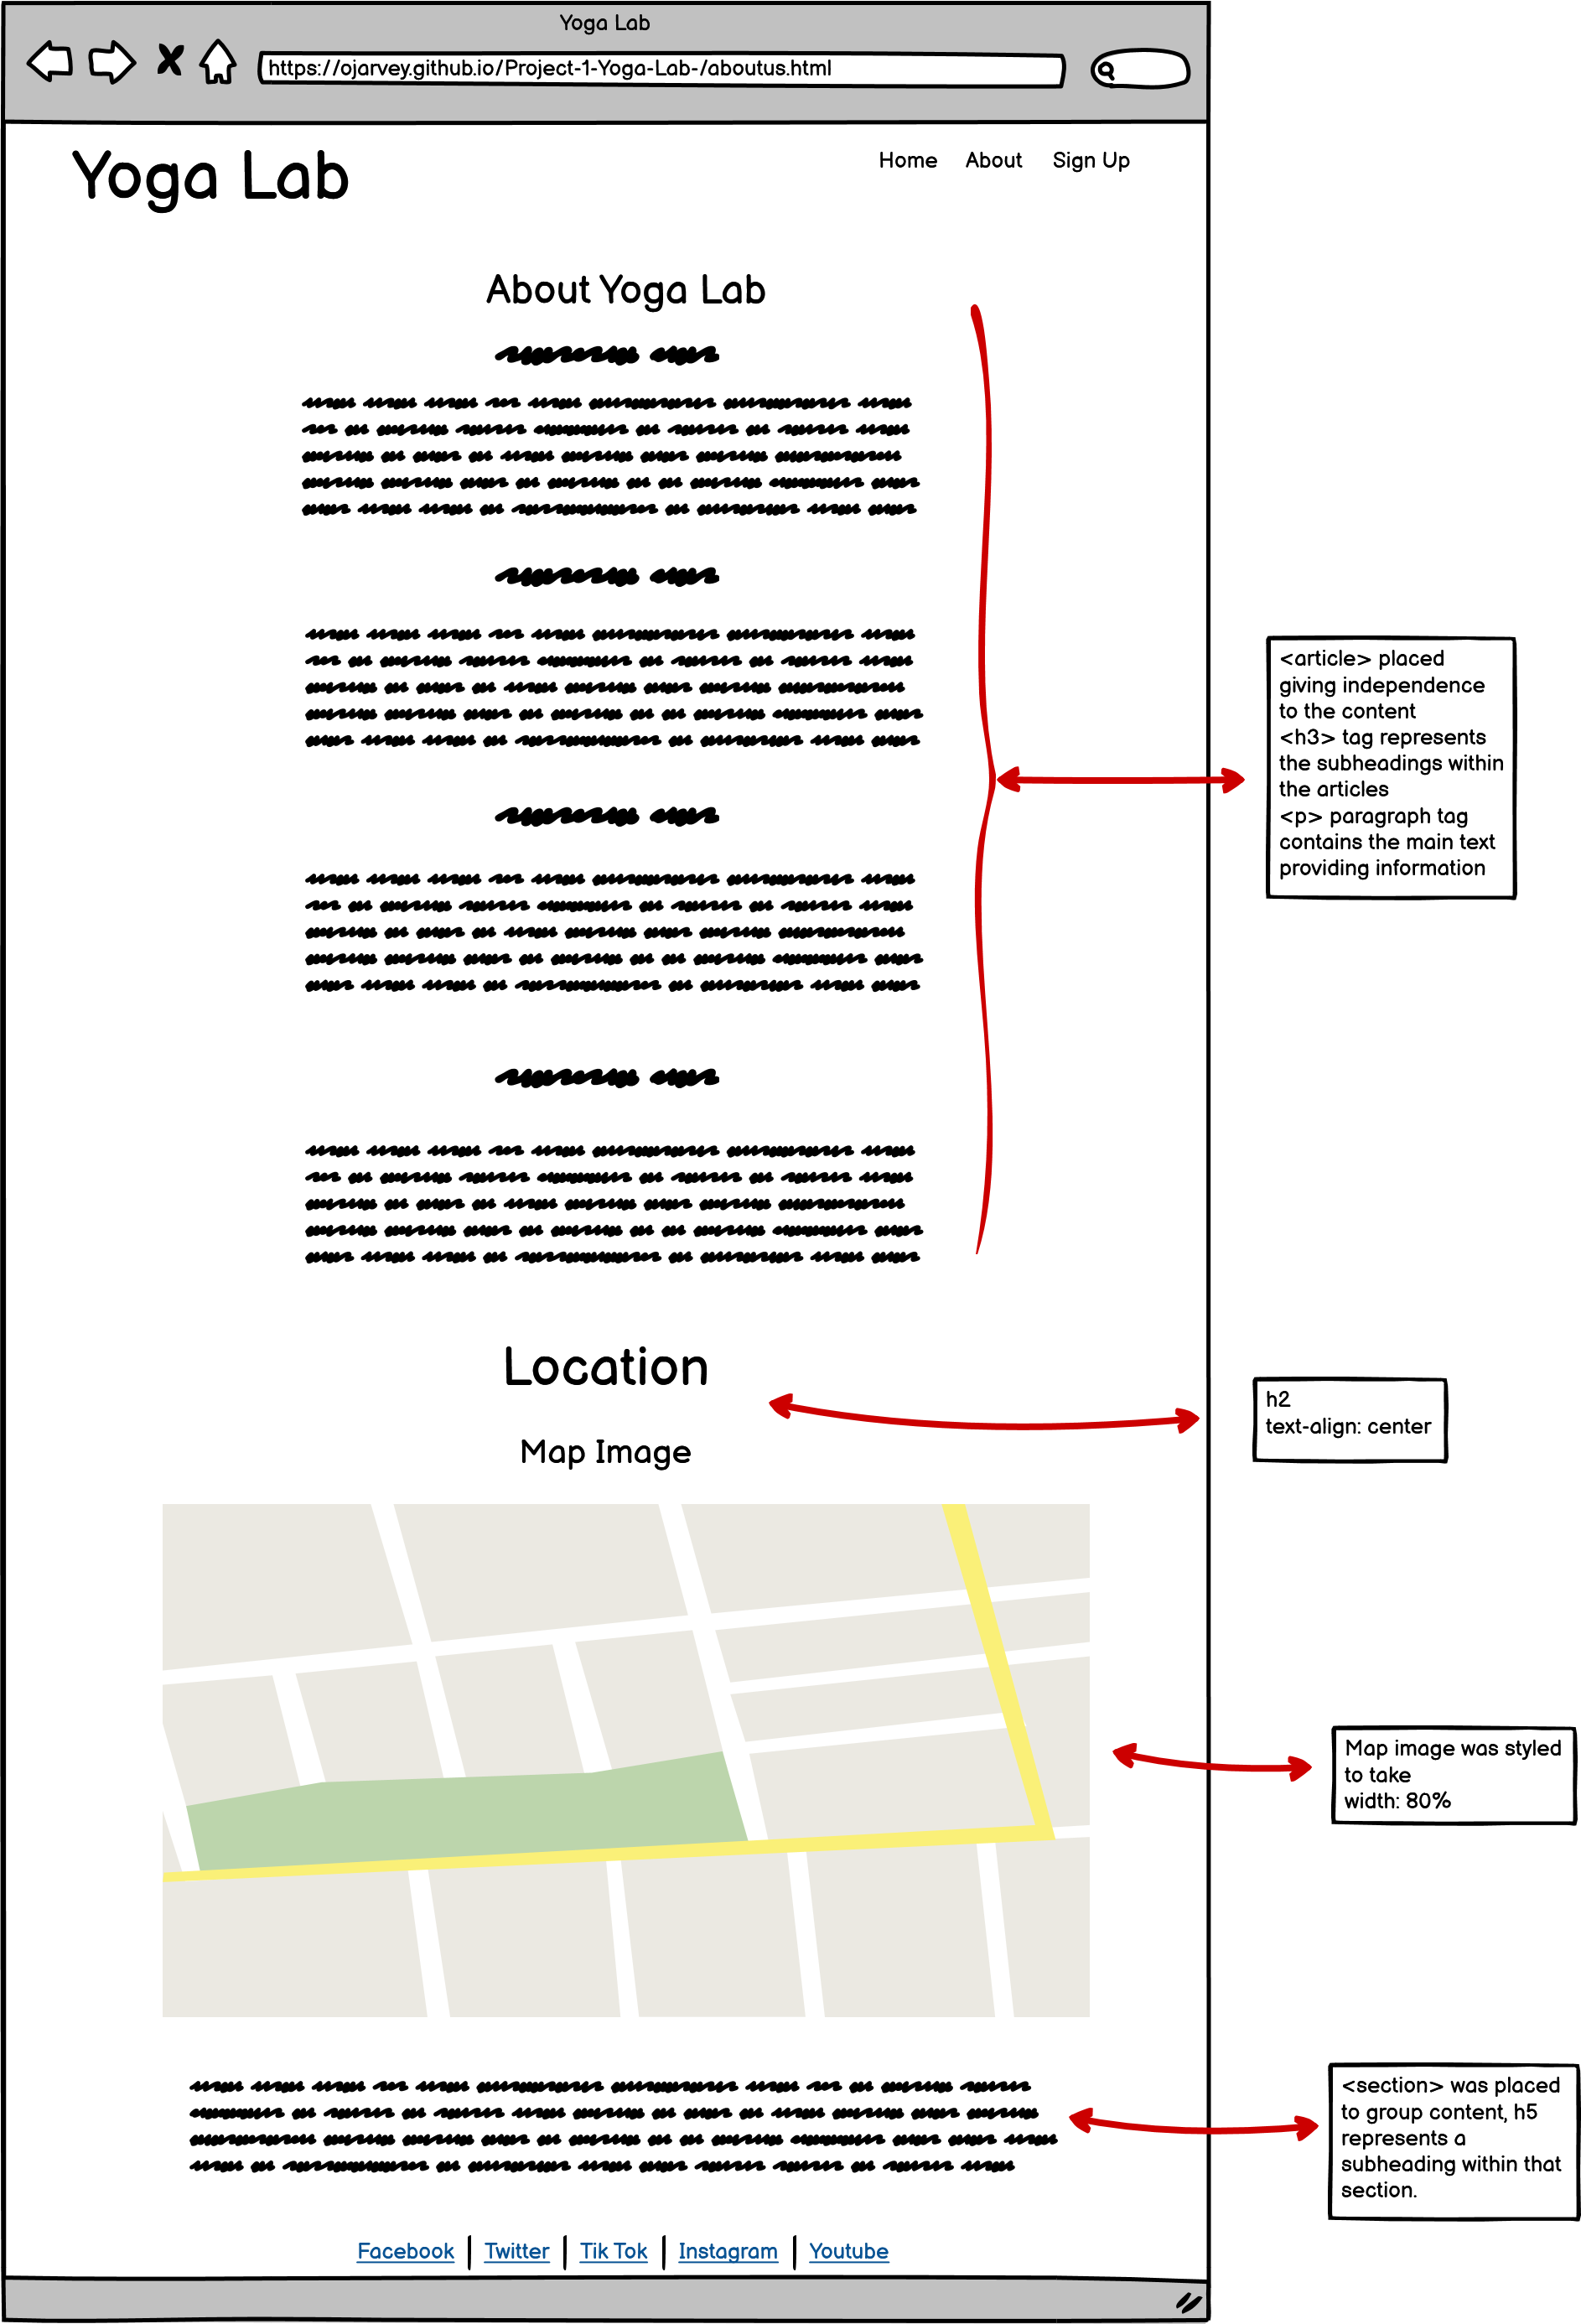 Yoga Lab
https://ojarvey.github.io/Project-1-Yoga-Lab-/aboutus.html
Yoga Lab
Home About Sign Up
About Yoga Lab
<article> placed
giving independence
to the content
<h3> tag represents
the subheadings within
the articles
<p> paragraph tag
contains the main text
providing information
Location
h2
text-align: center
Map Image
Map image was styled
to take
width: 80%
<section> was placed
to group content, h5
represents a
subheading within that
section.
Facebook | Twitter | Tik Tok | Instagram | Youtube